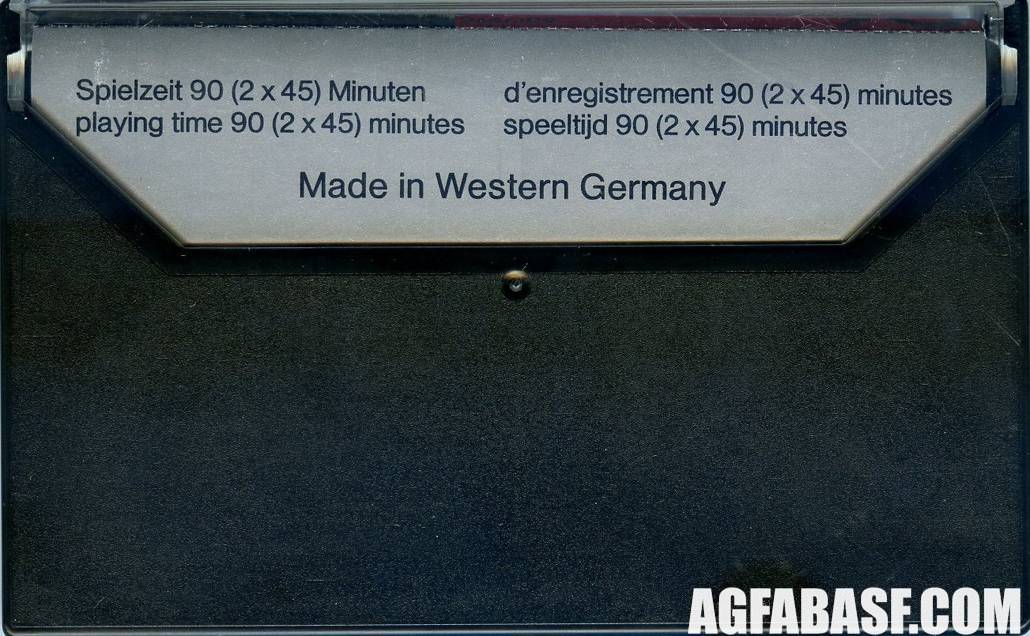 Spielzeit 90 (2 x 45) Minuten
playing time 90 (2 x 45) minutes
d'enregistrement 90 (2 x 45) minutes
speeltijd 90 (2 x 45) minutes
Made in Western Germany
AGFABASF.COM